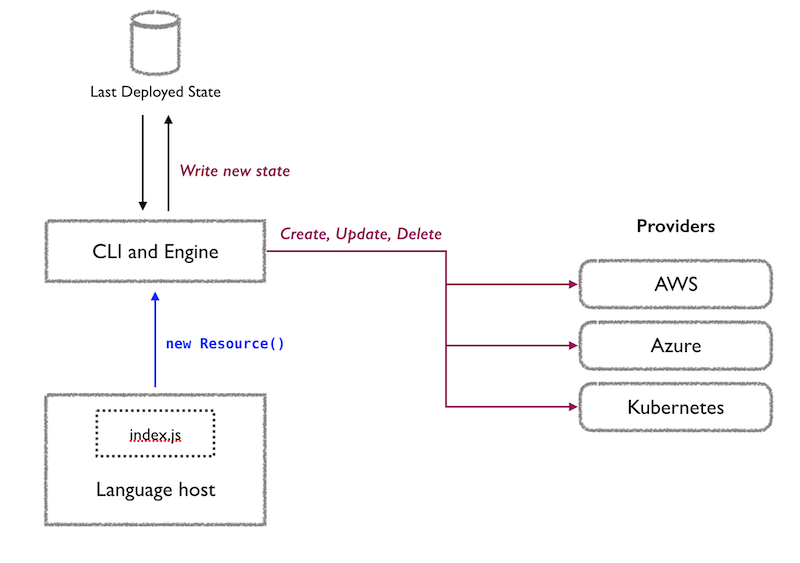 Last Deployed State
Write new state
CLI and Engine
Create, Update, Delete
Providers
AWS
Azure
Kubernetes
new Resource()
index.js
Language host